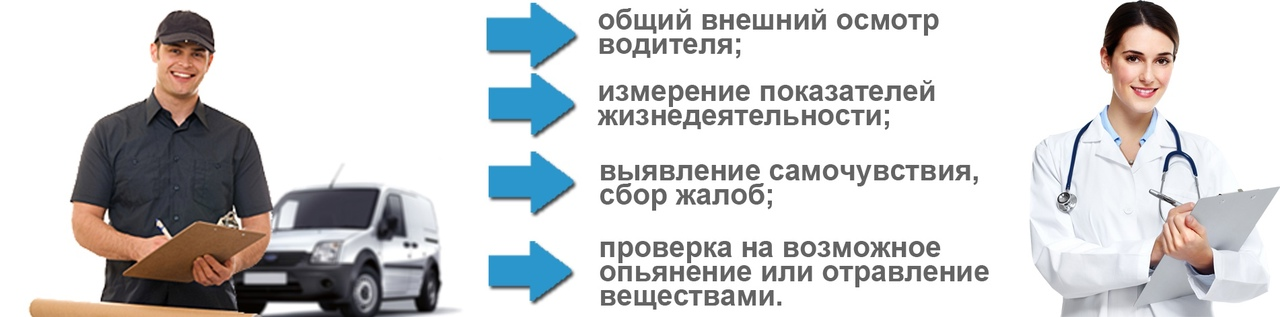 общий внешний осмотр
водителя;
измерение показателей
жизнедеятельности;
выявление самочувствия,
сбор жалоб;
проверка на возможное
опьянение или отравление
веществами.